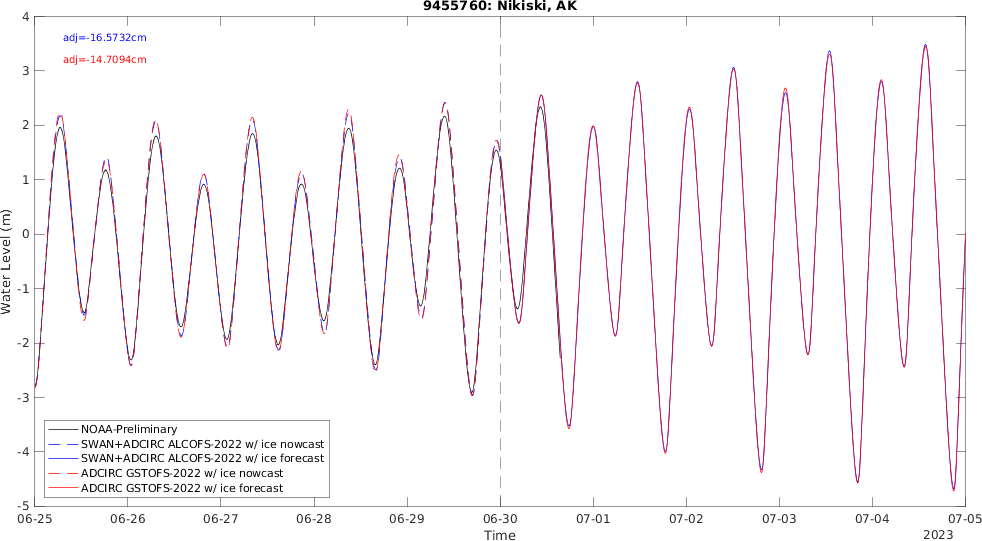 9455760: Nikiski, AK
adj=-16.5732cm
adj=-14.7094cm
4
3
2
1
0
-1
-2
-3
-4
-5
Water Level (m)
NOAA-Preliminary
SWAN+ADCIRC ALCOFS-2022 w/ ice nowcast
SWAN+ADCIRC ALCOFS-2022 w/ ice forecast
ADCIRC GSTOFS-2022 w/ ice nowcast
ADCIRC GSTOFS-2022 w/ ice forecast
06-25 06-26 06-27 06-28 06-29 06-30 07-01 07-02 07-03 07-04 07-05
Time
2023